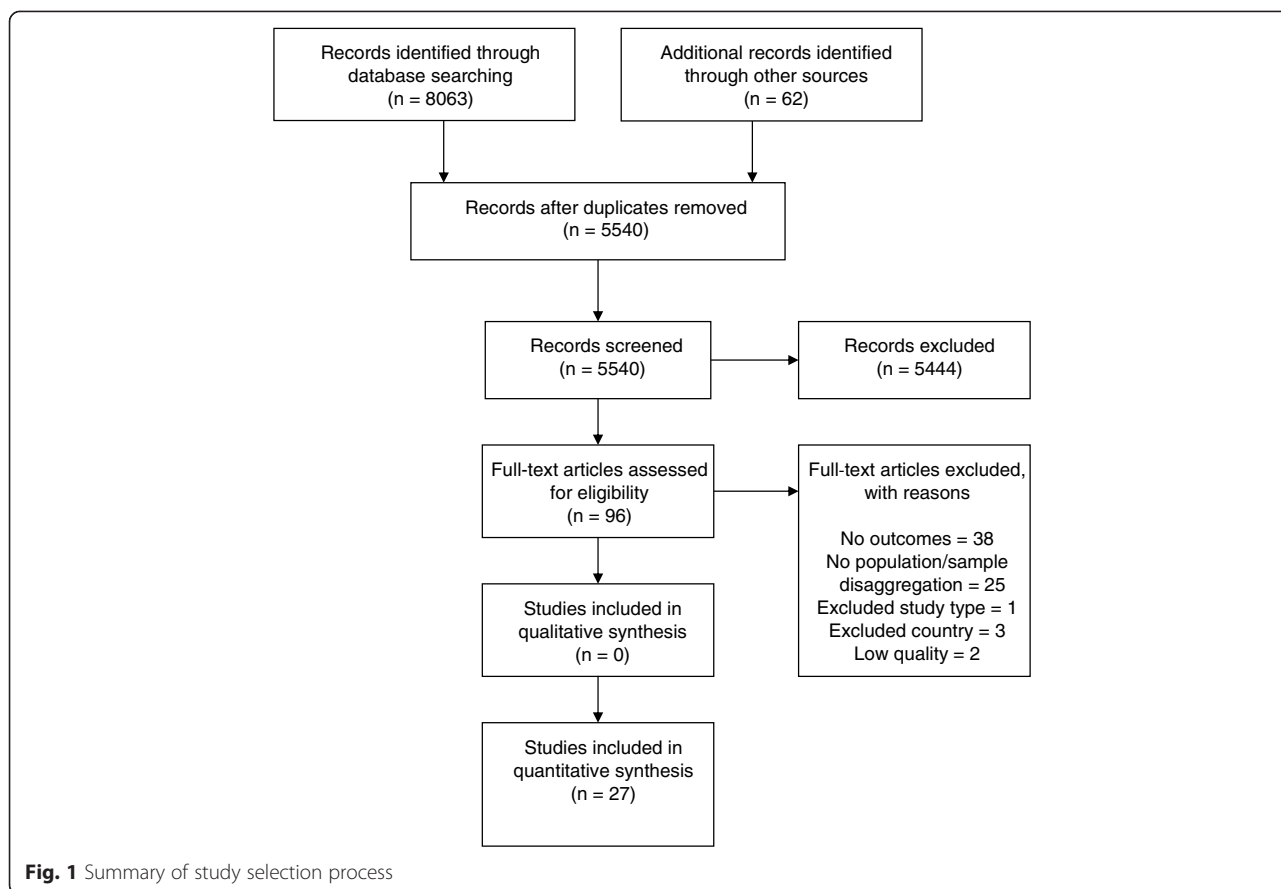 Records identified through
database searching
(n = 8063)
Additional records identified
through other sources
(n = 62)
Records after duplicates removed
(n = 5540)
Records screened
(n = 5540)
Records excluded
(n = 5444)
Full-text articles assessed
for eligibility
(n = 96)
Full-text articles excluded,
with reasons
No outcomes = 38
No population/sample
disaggregation = 25
Excluded study type = 1
Excluded country = 3
Low quality = 2
Studies included in
qualitative synthesis
(n = 0)
Studies included in
quantitative synthesis
(n = 27)
Fig. 1 Summary of study selection process